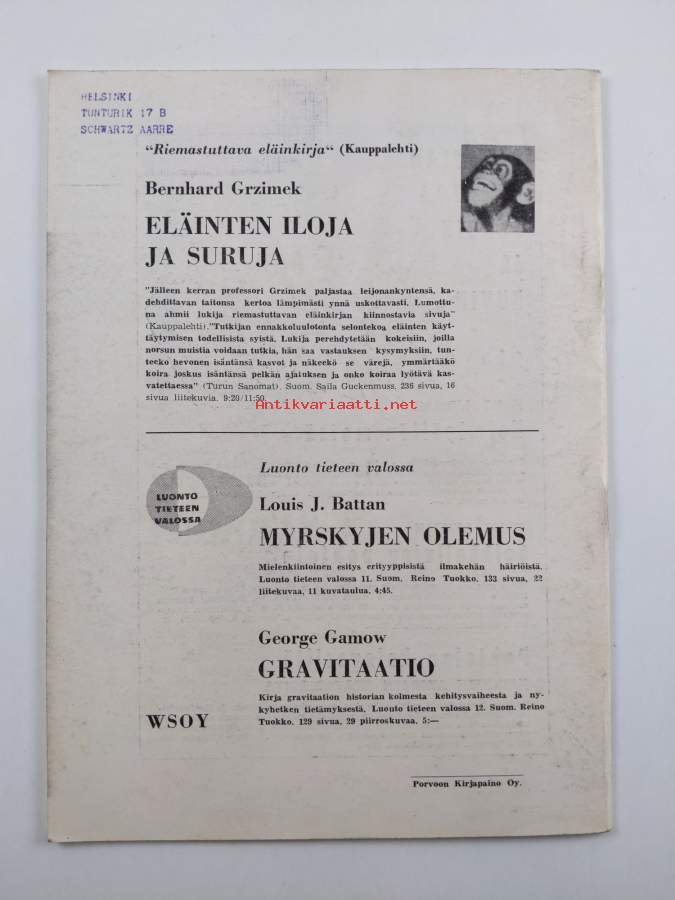 HELSINKI
TUNTURIK 17 B
SCHWARTZ AARRE
“Riemastuttava eläinkirja“ (Kauppalehti)
Bernhard Grzimek
ELÄINTEN ILOJA
JA SURUJA
"Jälleen kerran professori Grzimek paljastaa leijonankyntensä, ka-
dehdittavan taitonsa kertoa lämpimästi ynnä uskottavasti. Lumottu-
na ahmii lukija riemastuttavan eläinkirjan kiinnostavia sivuja"
(Kauppalehti)."Tutkijan ennakkoluulotonta selontekoa eläinten käyt-
täytymisen todellisista syistä. Lukija perehdytetään kokeisiin, joilla
norsun muistia voidaan tutkia, hän saa vastauksen kysymyksiin, tun-
teeko hevonen isäntänsä kasvot ja näkeekö se värejä, ymmärtääkö
koira joskus isäntänsä pelkän ajatuksen ja onko koiraa lyötävä kas-
vatettaessa" (Turun Sanomat). Suom. Saila Guckenmuss. 236 sivua, 16
sivua liitekuvia. 9:20/11:50.
Antikvariaatti.net
LUONTO
TIETEEN
VALOSSA
Luonto tieteen valossa
Louis J. Battan
MYRSKYJEN OLEMUS
Mielenkiintoinen esitys erityyppisistä ilmakehän häiriöistä.
Luonto tieteen valossa 11. Suom. Reino Tuokko. 133 sivua, 22
liitekuvaa, 11 kuvataulua. 4:45.
George Gamow
GRAVITAATIO
Kirja gravitaation historian kolmesta kehitysvaiheesta ja ny-
kyhetken tietämyksestä. Luonto tieteen valossa 12. Suom. Reino
Tuokko. 129 sivua, 29 piirroskuvaa. 5:—
WSOY
Porvoon Kirjapaino Oy.